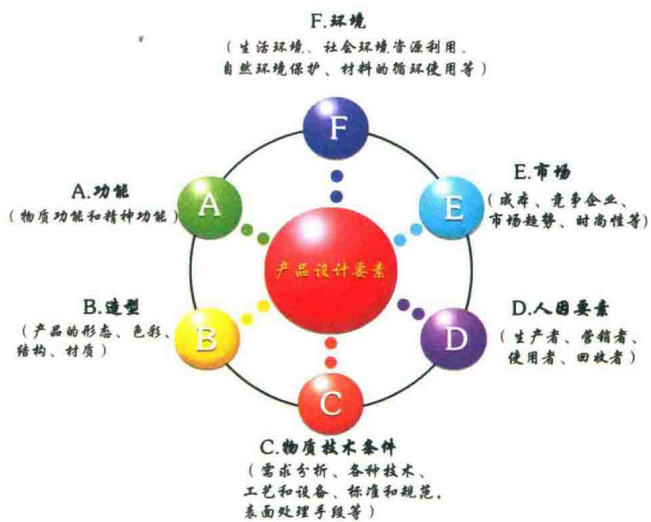 F.环境
(生活环境、社会环境资源利用、
自然环境保护、材料的循环使用等)
F
A.功能
(物质功能和精神功能)
A
E.市场
(成本、竞争企业、
市场趋势、时尚性等)
E
产品设计要素
B.造型
(产品的形态、色彩、
结构、材质)
B
D.人因要素
(生产者、营销者、
使用者、回收者)
D
C
C.物质技术条件
(需求分析、各种技术、
工艺和设备、标准和规范,
表面处理手段等)